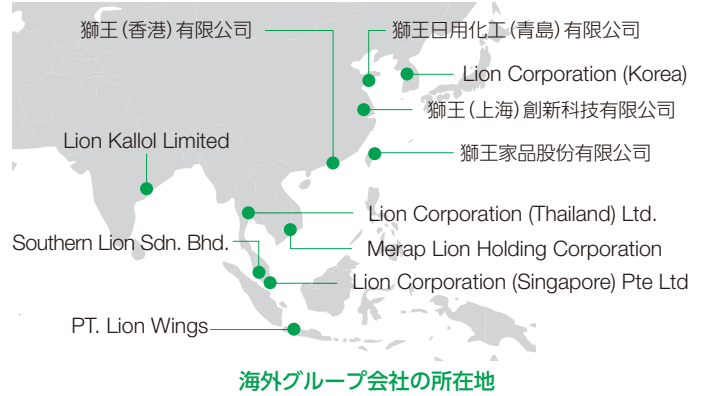 獅王(香港)有限公司
獅王日用化工(青島)有限公司
Lion Corporation (Korea)
獅王(上海)創新科技有限公司
Lion Kallol Limited
獅王家品股份有限公司
Lion Corporation (Thailand) Ltd.
Southern Lion Sdn. Bhd.
Merap Lion Holding Corporation
Lion Corporation (Singapore) Pte Ltd
PT. Lion Wings
海外グループ会社の所在地